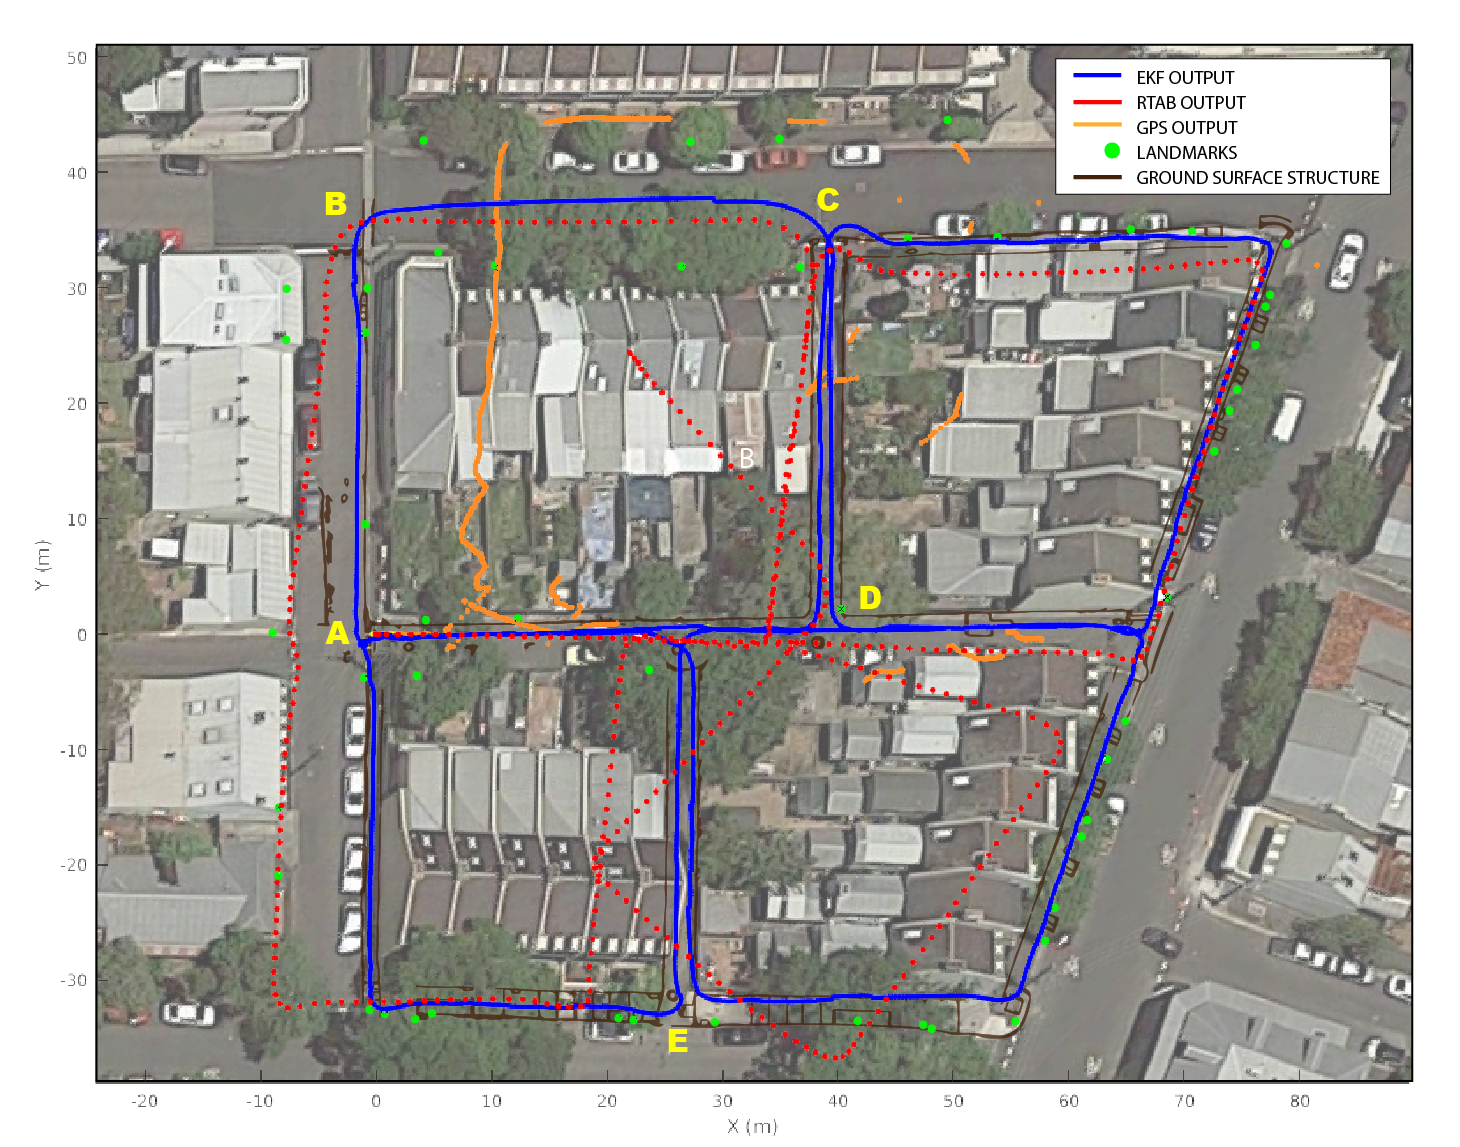 50
40
30
20
10
0
-10
-20
-30
Y (m)
EKF OUTPUT
RTAB OUTPUT
GPS OUTPUT
LANDMARKS
GROUND SURFACE STRUCTURE
B
C
B
D
A
E
-20 -10 0 10 20 30 40 50 60 70 80
X (m)